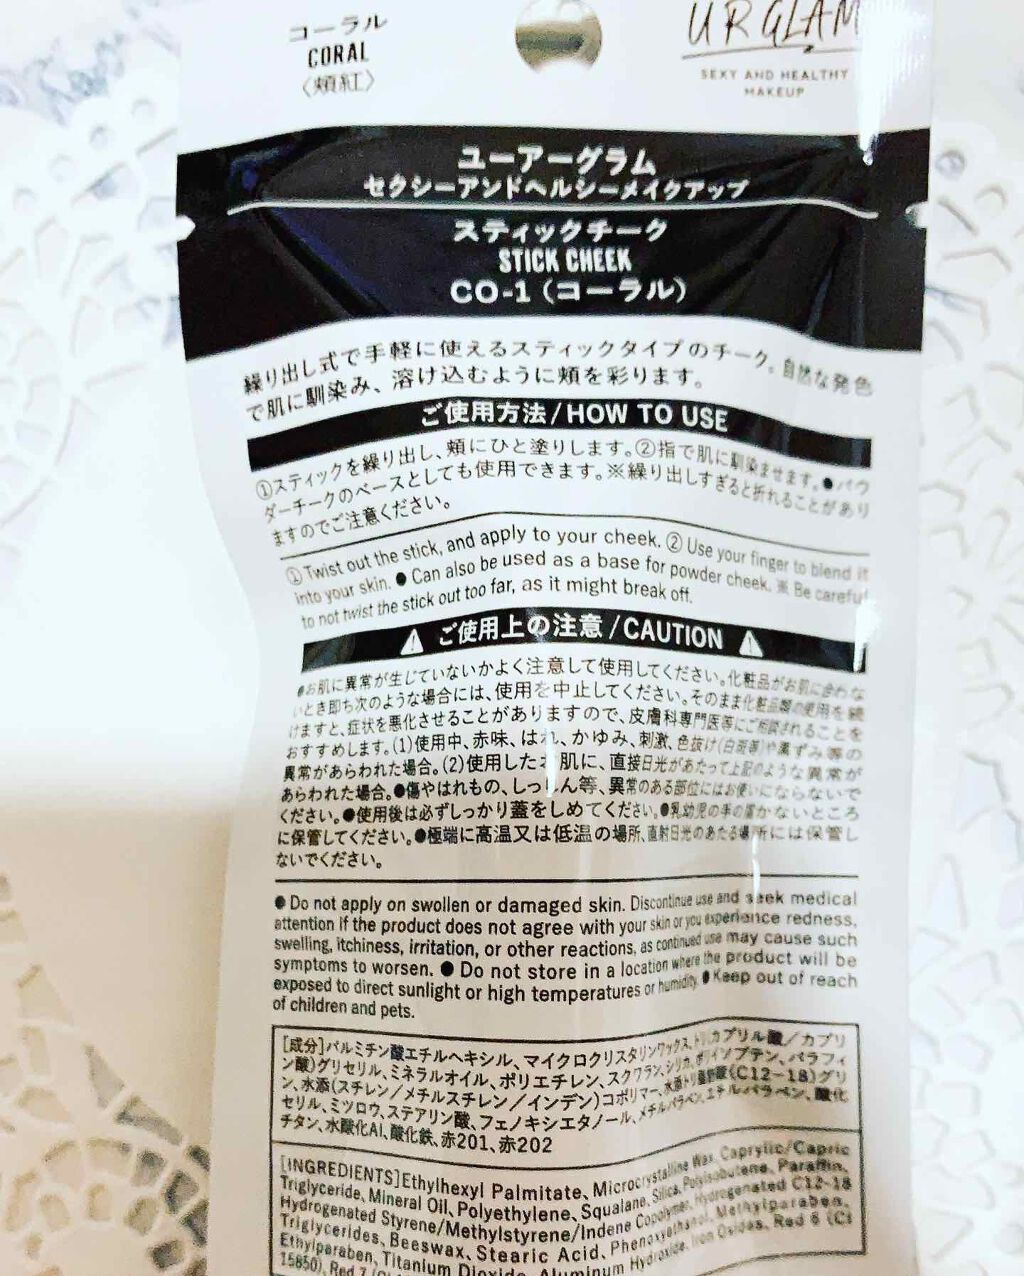 コーラル
CORAL
〈頬紅〉
UR GLAM
SEXY AND HEALTHY
MAKEUP
ユーアーグラム
セクシーアンドヘルシーメイクアップ
スティックチーク
STICK CHEEK
CO-1（コーラル）
繰り出し式で手軽に使えるスティックタイプのチーク。自然な発色
で肌に馴染み、溶け込むように頬を彩ります。
ご使用方法/HOW TO USE
①スティックを繰り出し、頬にひと塗りします。②指で肌に馴染ませます。●パウ
ダーチークのベースとしても使用できます。※繰り出しすぎると折れることがあり
ますのでご注意ください。
①Twist out the stick, and apply to your cheek. ② Use your finger to blend it
into your skin. ● Can also be used as a base for powder cheek. ※ Be careful
to not twist the stick out too far, as it might break off.
⚠ ご使用上の注意/CAUTION ⚠
●お肌に異常が生じていないかよく注意して使用してください。化粧品がお肌に合わな
いとき即ち次のような場合には、使用を中止してください。そのまま化粧品類の使用を続
けますと、症状を悪化させることがありますので、皮膚科専門医等にご相談されることを
おすすめします。(1)使用中、赤味、はれ、かゆみ、刺激、色抜け(白斑等)や黒ずみ等の
異常があらわれた場合。(2)使用したお肌に、直接日光があたって上記のような異常が
あらわれた場合。●傷やはれもの、しっしん等、異常のある部位にはお使いにならないで
ください。●使用後は必ずしっかり蓋をしめてください。●乳幼児の手の届かないところ
に保管してください。●極端に高温又は低温の場所、直射日光のあたる場所には保管し
ないでください。
● Do not apply on swollen or damaged skin. Discontinue use and seek medical
attention if the product does not agree with your skin or you experience redness,
swelling, itchiness, irritation, or other reactions, as continued use may cause such
symptoms to worsen. ● Do not store in a location where the product will be
exposed to direct sunlight or high temperatures or humidity. ● Keep out of reach
of children and pets.
[成分]パルミチン酸エチルヘキシル、マイクロクリスタリンワックス、トリ(カプリル酸/カプリ
ン酸)グリセリル、ミネラルオイル、ポリエチレン、スクワラン、シリカ、ポリイソブテン、パラフィ
ン、水添(スチレン/メチルスチレン/インデン)コポリマー、水添トリ脂肪酸(C12-18)グリ
セリル、ミツロウ、ステアリン酸、フェノキシエタノール、メチルパラベン、エチルパラベン、酸化
チタン、水酸化Al、酸化鉄、赤201、赤202
[INGREDIENTS]Ethylhexyl Palmitate、Microcrystalline Wax、Caprylic/Capric
Triglyceride、Mineral Oil、Polyethylene、Squalane、Silica、Polyisobutene、Paraffin、
Hydrogenated Styrene/Methylstyrene/Indene Copolymer、Hydrogenated C12-18
Triglycerides、Beeswax、Stearic Acid、Phenoxyethanol、Methylparaben、
Ethylparaben、Titanium Dioxide、Aluminum Hydroxide、Iron Oxides、Red 6 (CI
15850)、Red 7